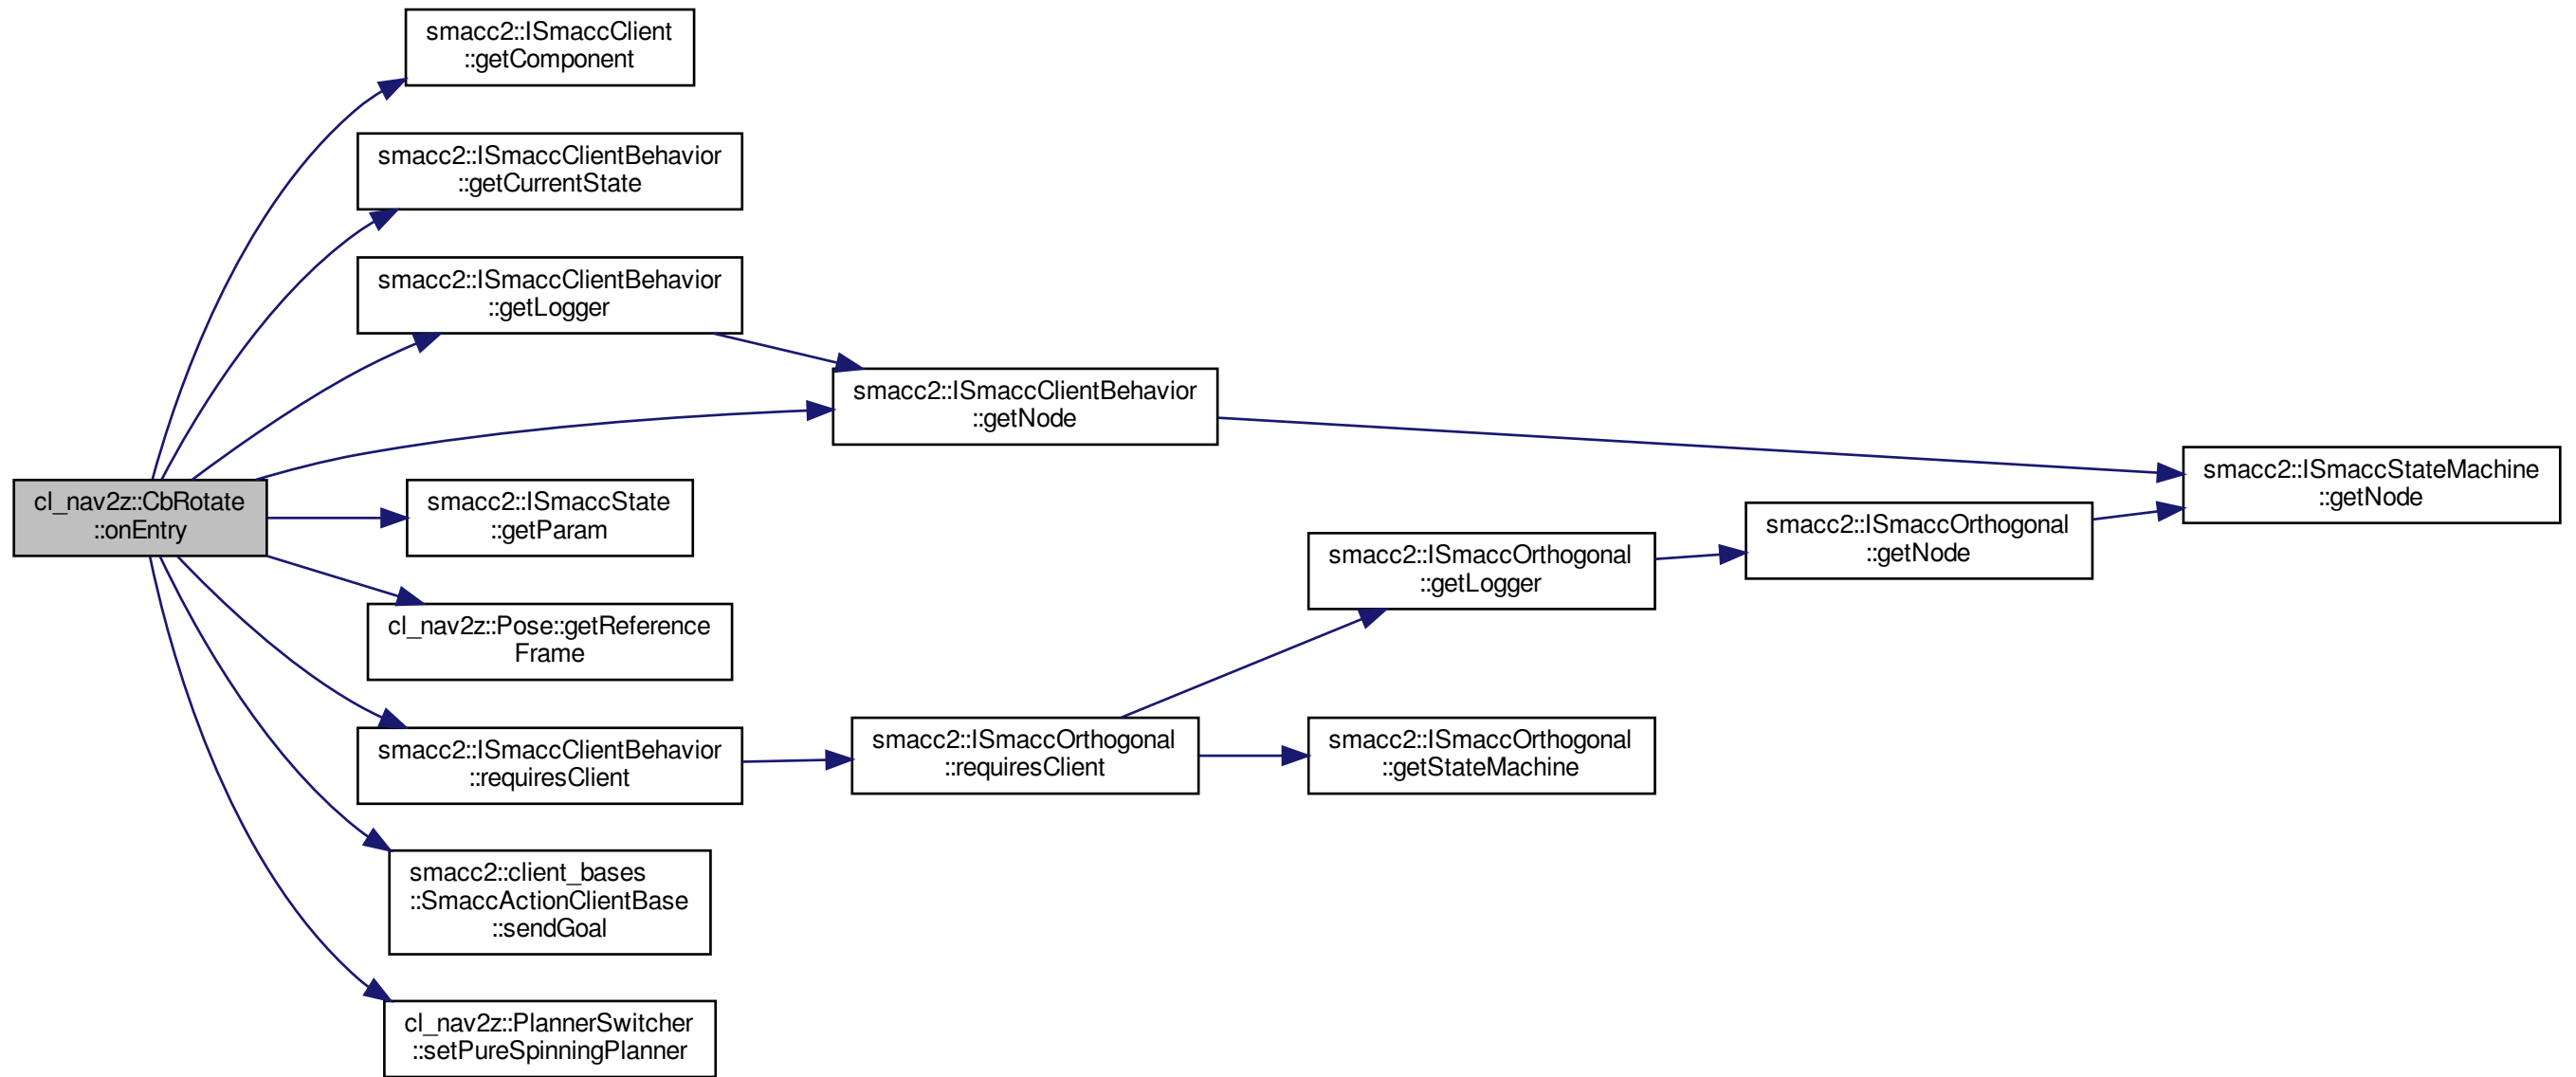 smacc2::ISmaccClient
::getComponent
smacc2::ISmaccClientBehavior
::getCurrentState
smacc2::ISmaccClientBehavior
::getLogger
smacc2::ISmaccClientBehavior
::getNode
smacc2::ISmaccStateMachine
::getNode
cl_nav2z::CbRotate
::onEntry
smacc2::ISmaccState
::getParam
smacc2::ISmaccOrthogonal
::getNode
smacc2::ISmaccOrthogonal
::getLogger
cl_nav2z::Pose::getReference
Frame
smacc2::ISmaccClientBehavior
::requiresClient
smacc2::ISmaccOrthogonal
::requiresClient
smacc2::ISmaccOrthogonal
::getStateMachine
smacc2::client_bases
::SmaccActionClientBase
::sendGoal
cl_nav2z::PlannerSwitcher
::setPureSpinningPlanner